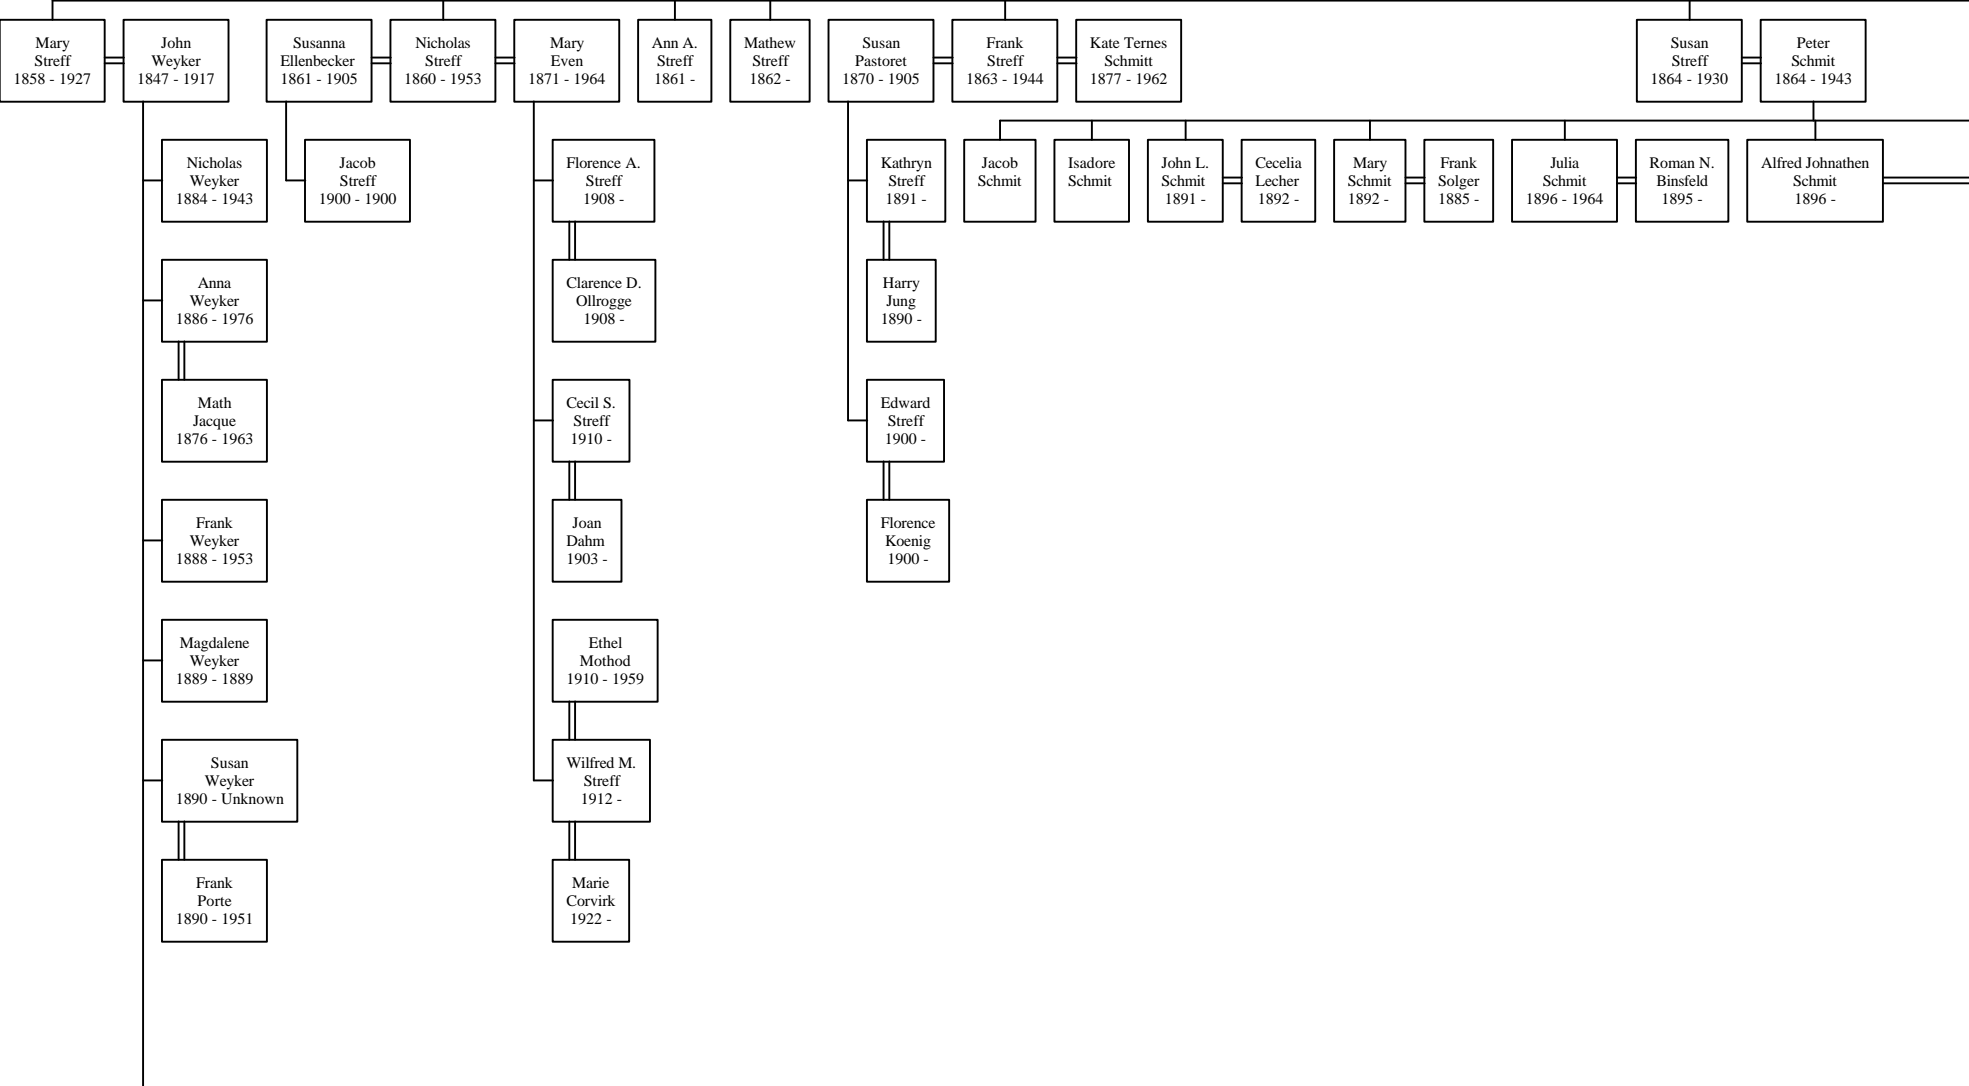 Mary
Streff
1858 - 1927
John
Weyker
1847 - 1917
Susanna
Ellenbecker
1861 - 1905
Nicholas
Streff
1860 - 1953
Mary
Even
1871 - 1964
Ann A.
Streff
1861 -
Mathew
Streff
1862 -
Susan
Pastoret
1870 - 1905
Frank
Streff
1863 - 1944
Kate Ternes
Schmitt
1877 - 1962
Susan
Streff
1864 - 1930
Peter
Schmit
1864 - 1943
Nicholas
Weyker
1884 - 1943
Jacob
Streff
1900 - 1900
Florence A.
Streff
1908 -
Kathryn
Streff
1891 -
Jacob
Schmit
Isadore
Schmit
John L.
Schmit
1891 -
Cecelia
Lecher
1892 -
Mary
Schmit
1892 -
Frank
Solger
1885 -
Julia
Schmit
1896 - 1964
Roman N.
Binsfeld
1895 -
Alfred Johnathen
Schmit
1896 -
Anna
Weyker
1886 - 1976
Clarence D.
Ollrogge
1908 -
Harry
Jung
1890 -
Math
Jacque
1876 - 1963
Cecil S.
Streff
1910 -
Edward
Streff
1900 -
Frank
Weyker
1888 - 1953
Joan
Dahm
1903 -
Florence
Koenig
1900 -
Magdalene
Weyker
1889 - 1889
Ethel
Mothod
1910 - 1959
Susan
Weyker
1890 - Unknown
Wilfred M.
Streff
1912 -
Frank
Porte
1890 - 1951
Marie
Corvirk
1922 -